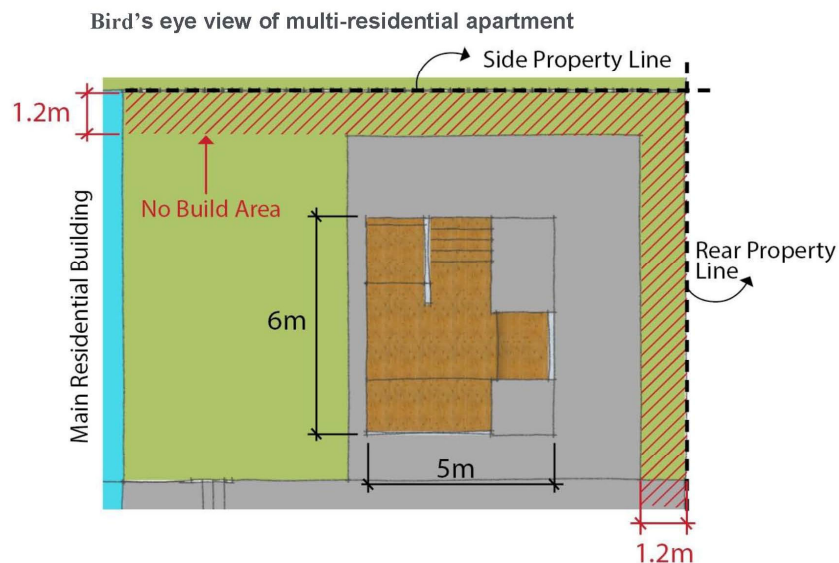 Bird's eye view of multi-residential apartment
Side Property Line
1.2m
No Build Area
Main Residential Building
Rear Property
Line
6m
5m
1.2m